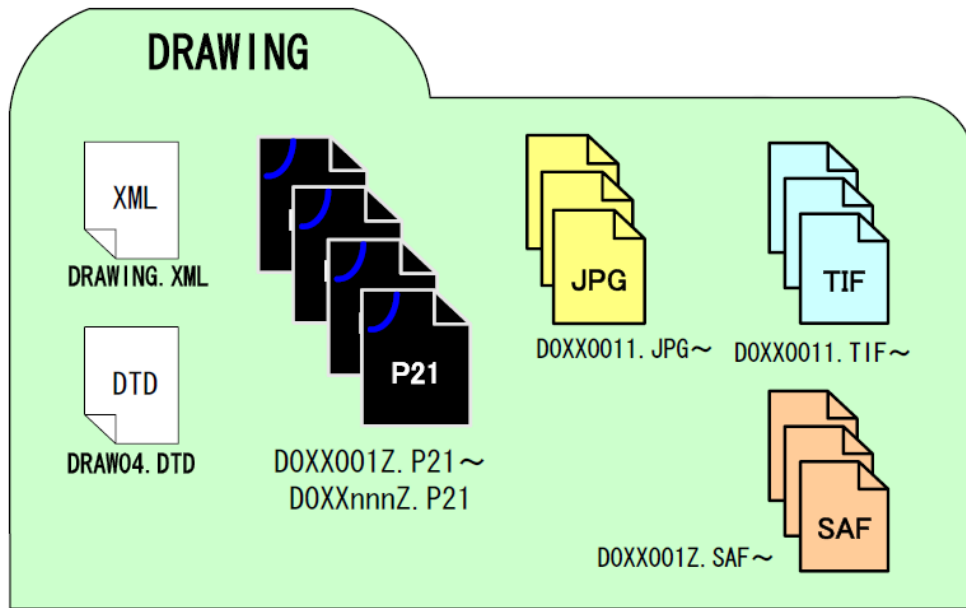 DRAWING
XML
DRAWING.XML
DTD
DRAW04.DTD
P21
D0XX001Z.P21～
D0XXnnnZ.P21
JPG
D0XX0011.JPG～
TIF
D0XX0011.TIF～
SAF
D0XX001Z.SAF～